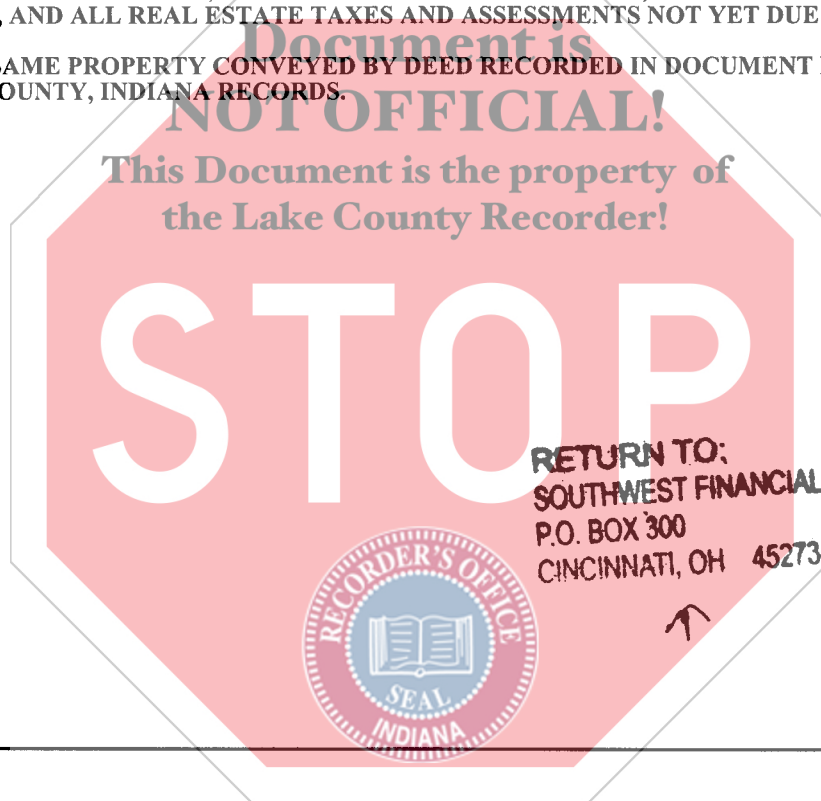 , AND ALL REAL ESTATE TAXES AND ASSESSMENTS NOT YET DUE
Document is
AME PROPERTY CONVEYED BY DEED RECORDED IN DOCUMENT
OUNTY, INDIANA RECORDS.
NOT OFFICIAL!
This Document is the property of
the Lake County Recorder!
STOP
RETURN TO:
SOUTHWEST FINANCIAL
P.O. BOX 300
CINCINNATI, OH 45273
RECORDER'S OFFICE
SEAL
INDIANA